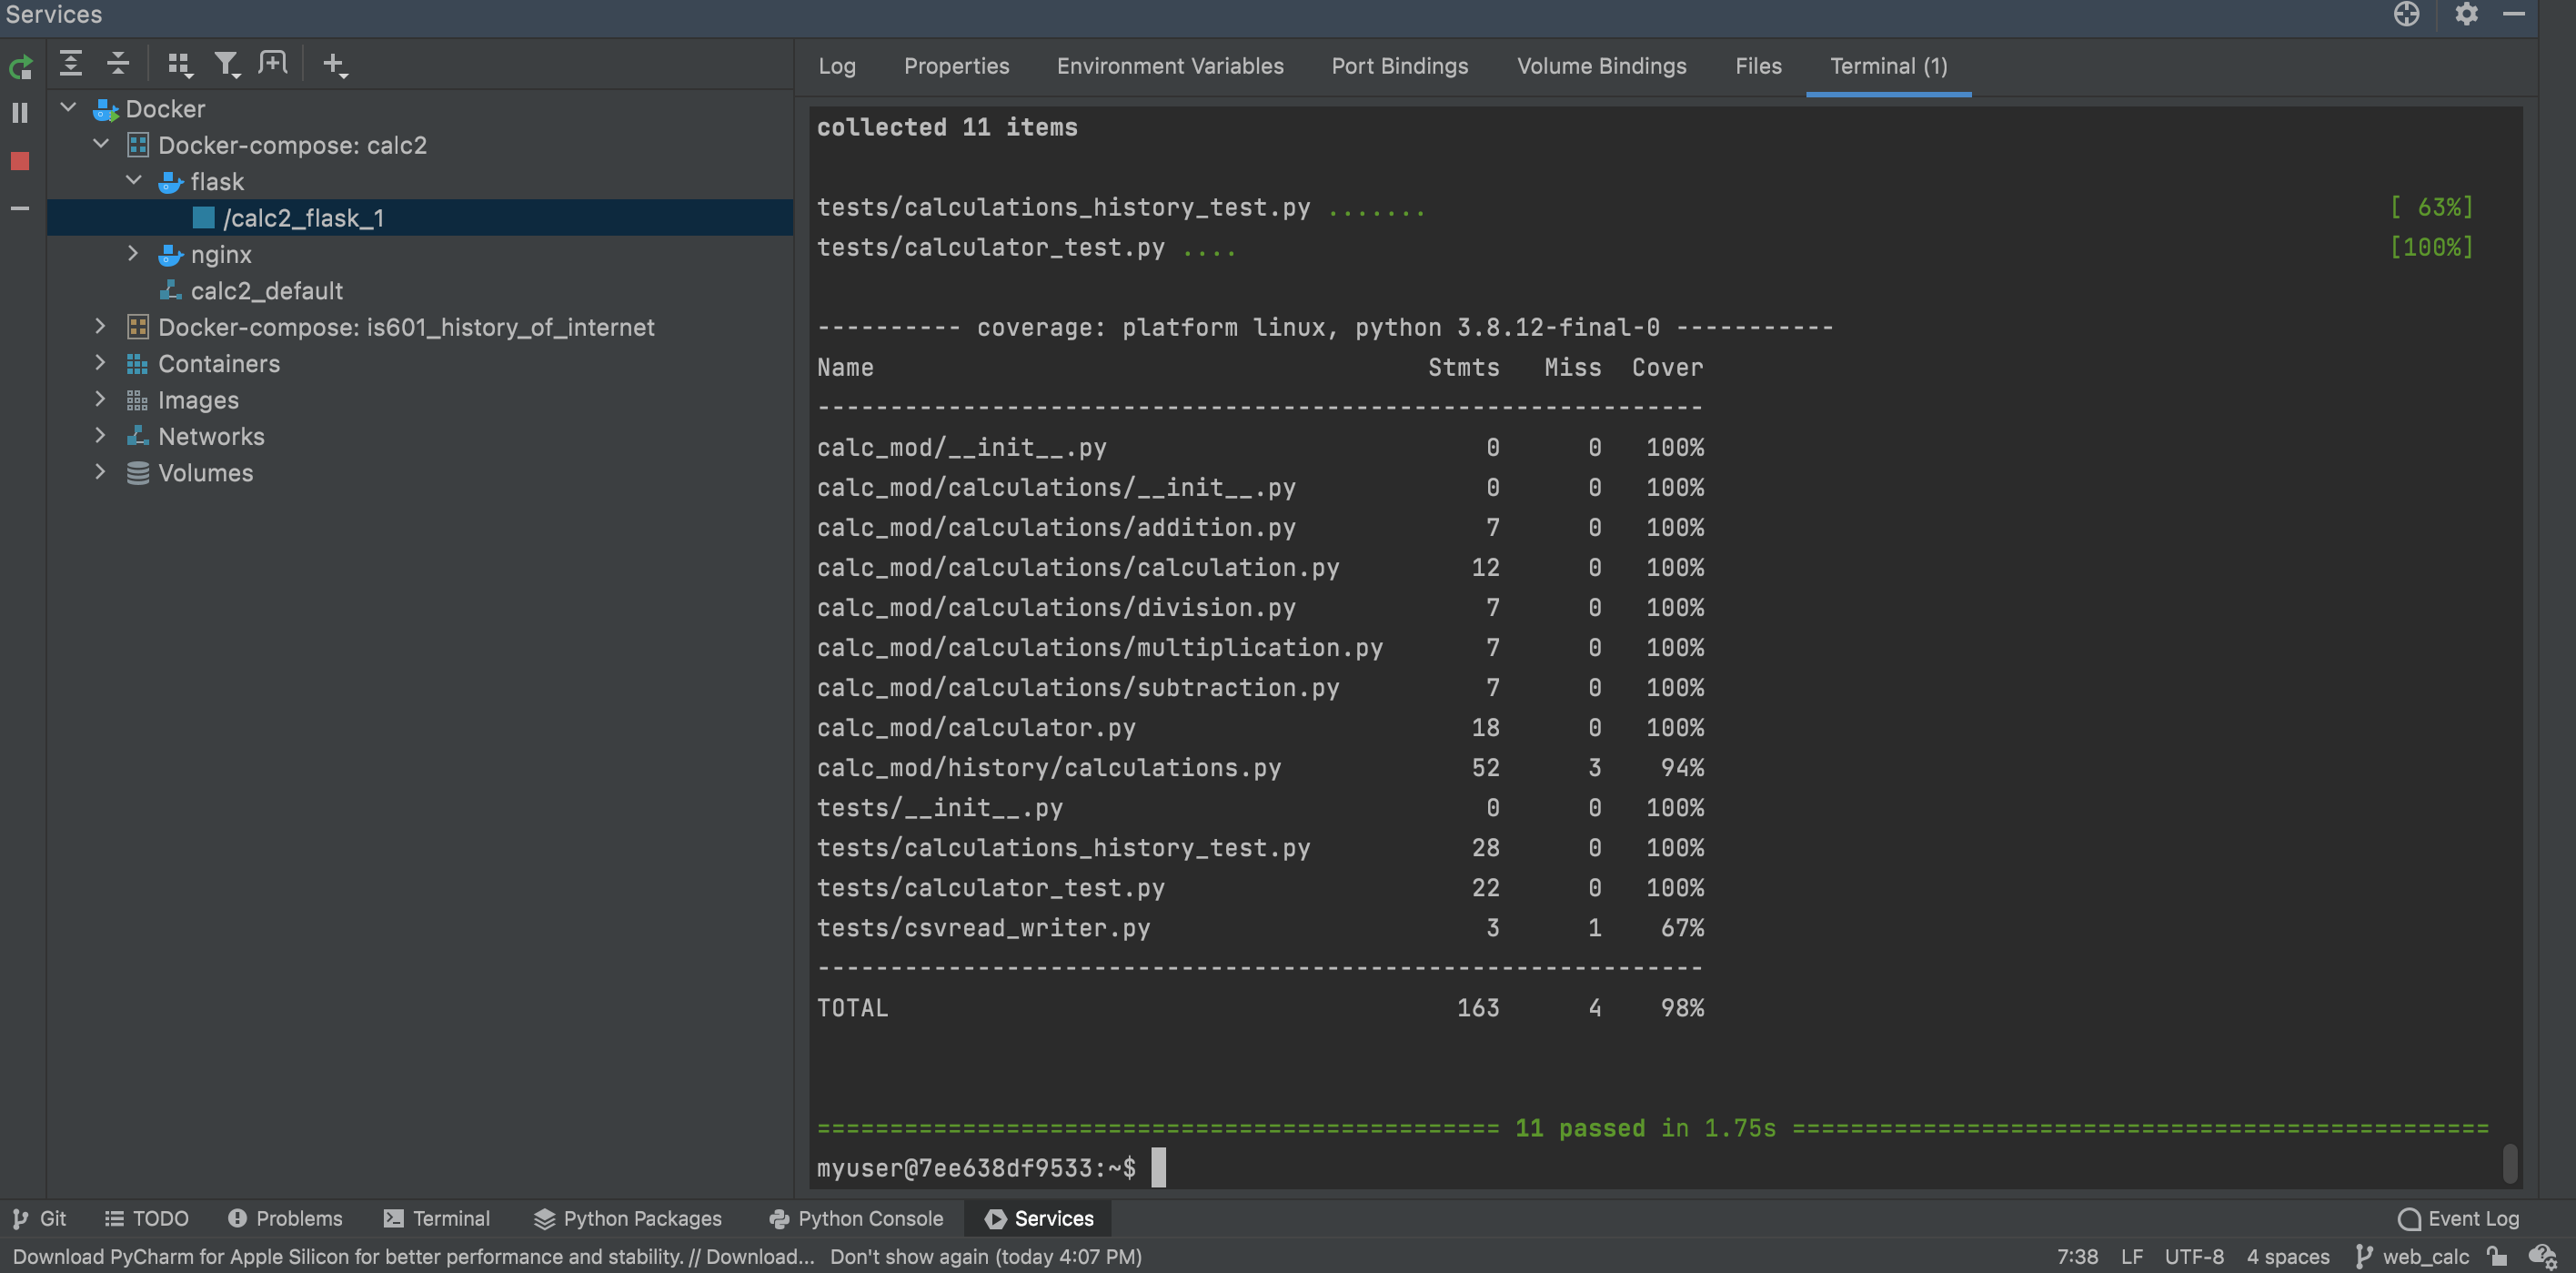 Services
Docker
Docker-compose: calc2
flask
/calc2_flask_1
nginx
calc2_default
Docker-compose: is601_history_of_internet
Containers
Images
Networks
Volumes
Log Properties Environment Variables Port Bindings Volume Bindings Files Terminal (1)
collected 11 items
tests/calculations_history_test.py ....... [ 63%]
tests/calculator_test.py .... [100%]
---------- coverage: platform linux, python 3.8.12-final-0 -----------
Name Stmts Miss Cover
-------------------------------------------------------------
calc_mod/__init__.py 0 0 100%
calc_mod/calculations/__init__.py 0 0 100%
calc_mod/calculations/addition.py 7 0 100%
calc_mod/calculations/calculation.py 12 0 100%
calc_mod/calculations/division.py 7 0 100%
calc_mod/calculations/multiplication.py 7 0 100%
calc_mod/calculations/subtraction.py 7 0 100%
calc_mod/calculator.py 18 0 100%
calc_mod/history/calculations.py 52 3 94%
tests/__init__.py 0 0 100%
tests/calculations_history_test.py 28 0 100%
tests/calculator_test.py 22 0 100%
tests/csvread_writer.py 3 1 67%
-------------------------------------------------------------
TOTAL 163 4 98%
=============================================== 11 passed in 1.75s ================================================
myuser@7ee638df9533:~$
Git TODO Problems Terminal Python Packages Python Console Services Event Log
Download PyCharm for Apple Silicon for better performance and stability. // Download... Don't show again (today 4:07 PM) 7:38 LF UTF-8 4 spaces web_calc